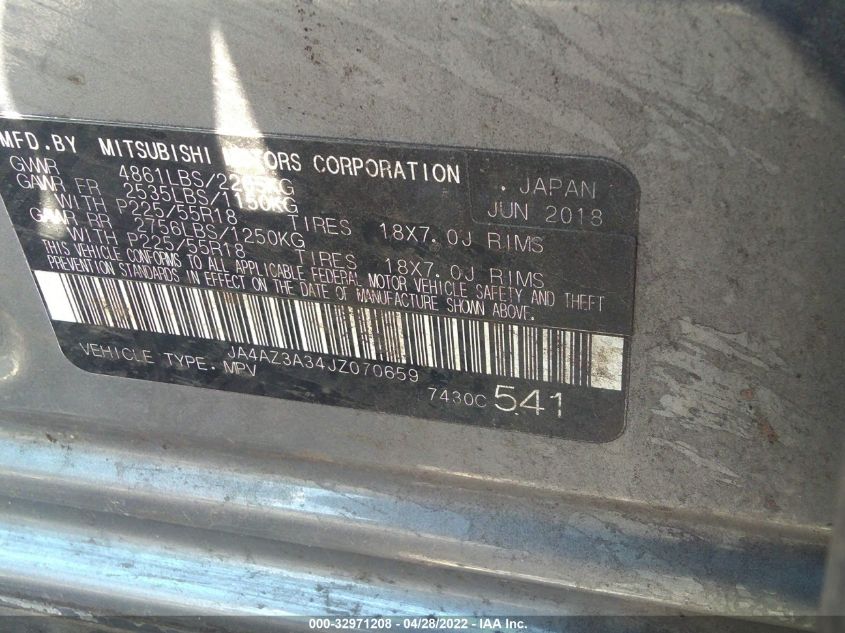 MFD.BY MITSUBISHI MOTORS CORPORATION
GVWR 4861LBS/2205KG
GAWR FR 2535LBS/1150KG
WITH P225/55R18 TIRES 18X7.0J RIMS
GAWR RR 2756LBS/1250KG
WITH P225/55R18 TIRES 18X7.0J RIMS
. JAPAN
JUN 2018
THIS VEHICLE CONFORMS TO ALL APPLICABLE FEDERAL MOTOR VEHICLE SAFETY AND THEFT
PREVENTION STANDARDS IN EFFECT ON THE DATE OF MANUFACTURE SHOWN ABOVE.
JA4AZ3A34JZ070659
VEHICLE TYPE. MPV
7430C 541
000-32971208 - 04/28/2022 - IAA Inc.